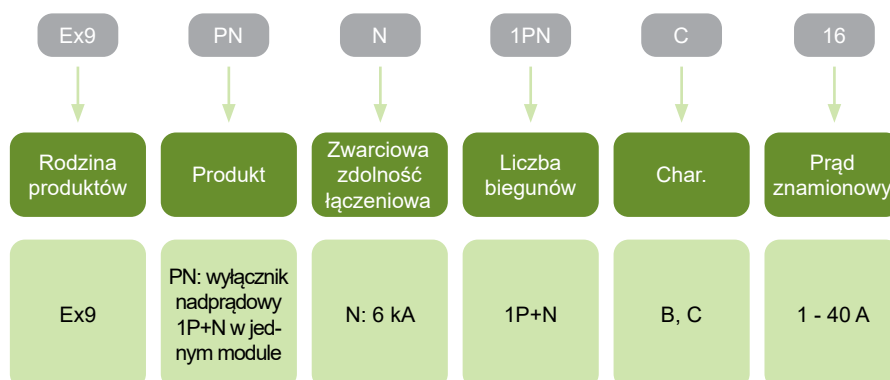 Ex9
PN
N
1PN
C
16
Rodzina
produktów
Produkt
Zwarciowa
zdolność
łączeniowa
Liczba
biegunów
Char.
Prąd
znamionowy
Ex9
PN: wyłącznik
nadprądowy
1P+N w jed-
nym module
N: 6 kA
1P+N
B, C
1 - 40 A